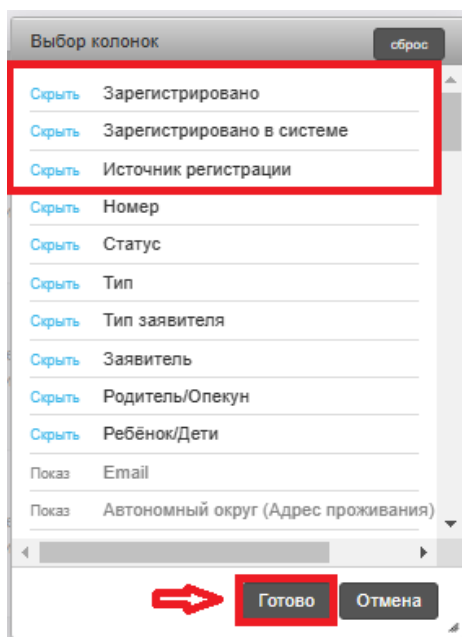 Выбор колонок
сброс
Скрыть Зарегистрировано
Скрыть Зарегистрировано в системе
Скрыть Источник регистрации
Скрыть Номер
Скрыть Статус
Скрыть Тип
Скрыть Тип заявителя
Скрыть Заявитель
Скрыть Родитель/Опекун
Скрыть Ребёнок/Дети
Показ Email
Показ Автономный округ (Адрес проживания)
Готово Отмена